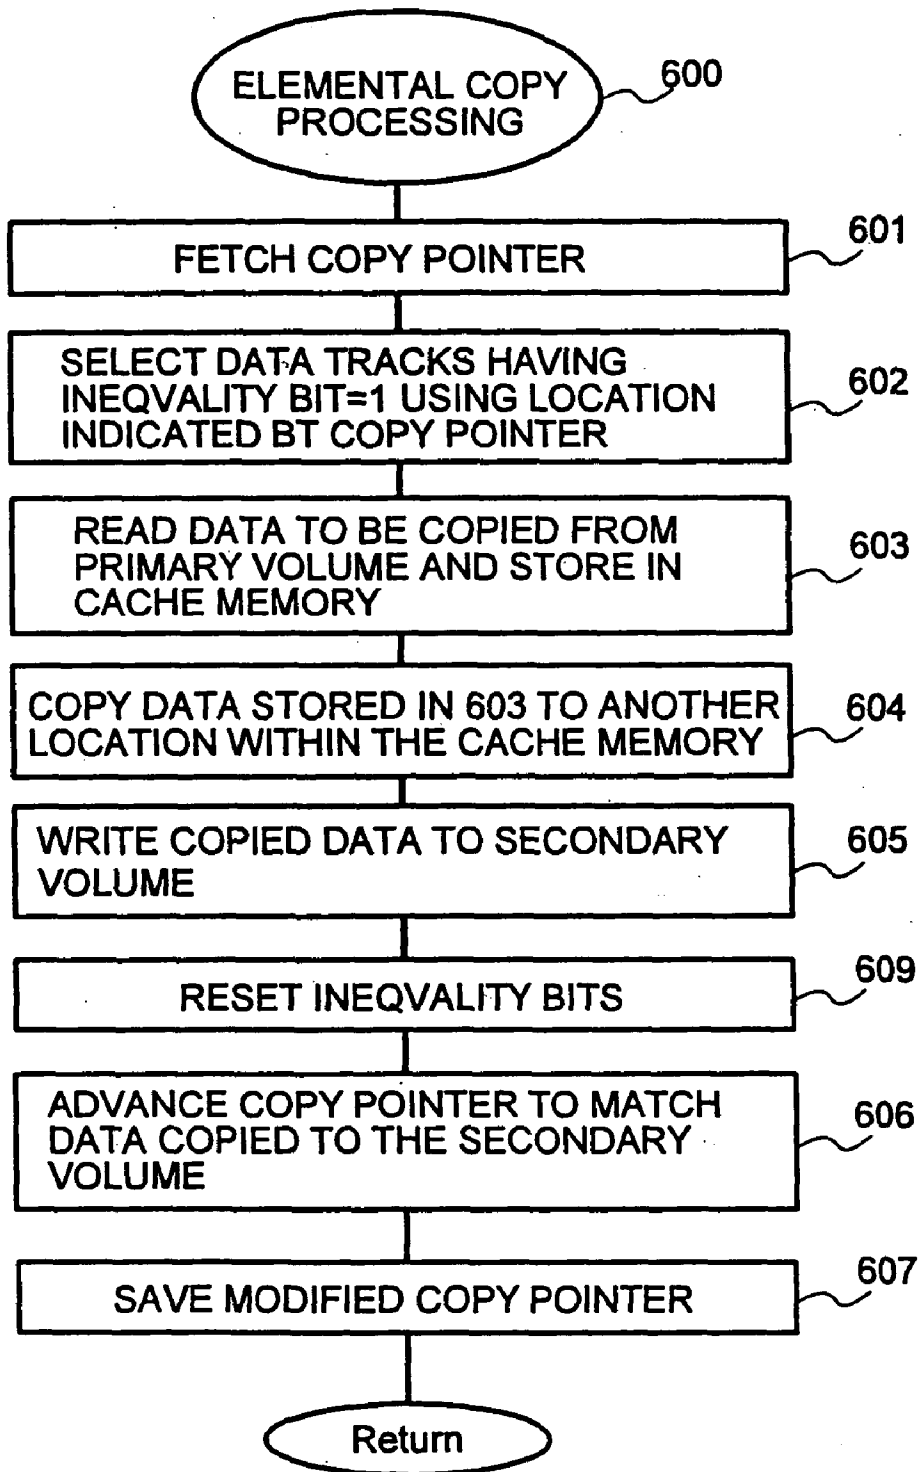 ELEMENTAL COPY
PROCESSING
600
FETCH COPY POINTER
601
SELECT DATA TRACKS HAVING
INEQVALITY BIT=1 USING LOCATION
INDICATED BT COPY POINTER
602
READ DATA TO BE COPIED FROM
PRIMARY VOLUME AND STORE IN
CACHE MEMORY
603
COPY DATA STORED IN 603 TO ANOTHER
LOCATION WITHIN THE CACHE MEMORY
604
WRITE COPIED DATA TO SECONDARY
VOLUME
605
RESET INEQVALITY BITS
609
ADVANCE COPY POINTER TO MATCH
DATA COPIED TO THE SECONDARY
VOLUME
606
SAVE MODIFIED COPY POINTER
607
Return